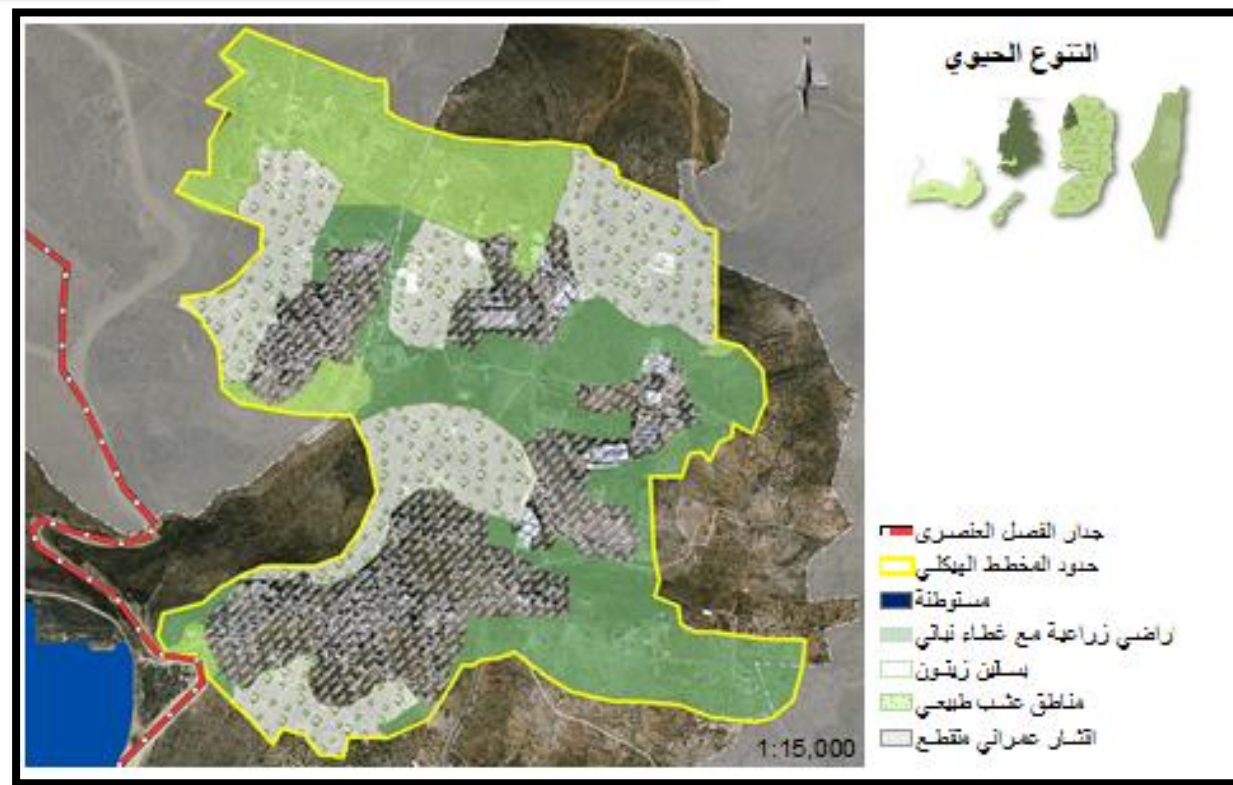 التنوع الحيوي
N
جدار الفصل العنصري
حدود المخطط الهيكلي
مستوطنة
اراضي زراعية مع غطاء نباتي
بساتين زيتون
مناطق عشب طبيعي
انتشار عمراني متقطع
1:15,000